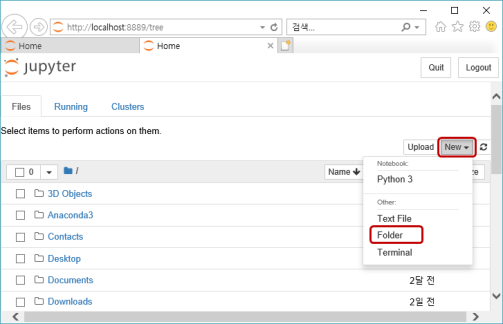 http://localhost:8889/tree
검색...
Home
Home
jupyter
Quit
Logout
Files
Running
Clusters
Select items to perform actions on them.
Upload
New
0
/
Name
ze
Notebook:
Python 3
Other:
Text File
Folder
Terminal
3D Objects
Anaconda3
Contacts
Desktop
Documents
2달 전
Downloads
2일 전